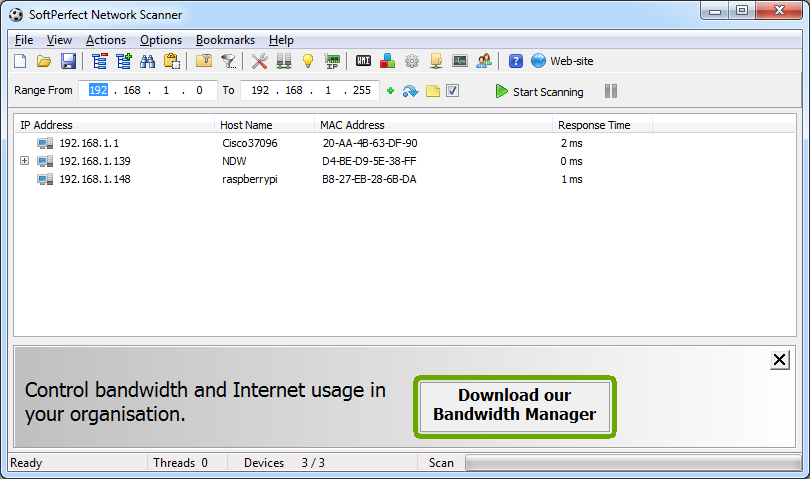 SoftPerfect Network Scanner
File View Actions Options Bookmarks Help
WMI IP ? Web-site
Range From 192 . 168 . 1 . 0 To 192 . 168 . 1 . 255 Start Scanning
IP Address Host Name MAC Address Response Time
192.168.1.1 Cisco37096 20-AA-4B-63-DF-90 2 ms
192.168.1.139 NDW D4-BE-D9-5E-38-FF 0 ms
192.168.1.148 raspberrypi B8-27-EB-28-6B-DA 1 ms
Control bandwidth and Internet usage in
your organisation.
Download our
Bandwidth Manager
Ready Threads 0 Devices 3 / 3 Scan